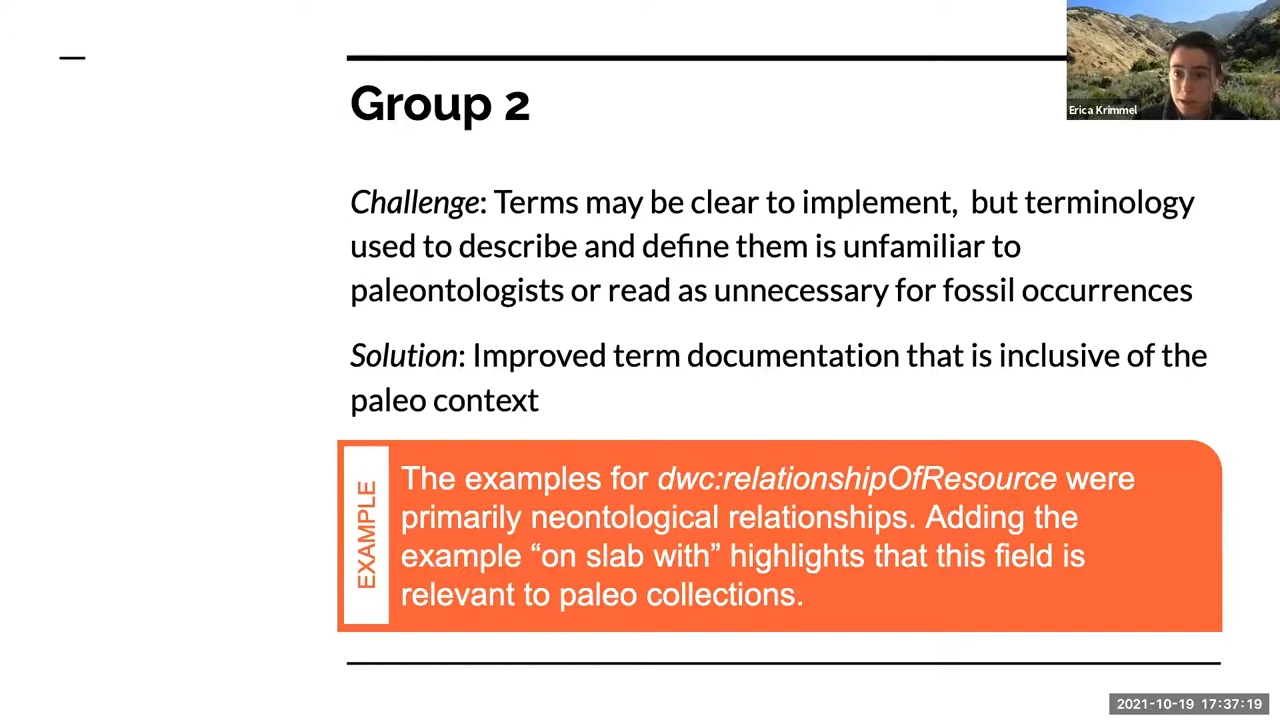 Erica Krimmel
Group 2
Challenge: Terms may be clear to implement, but terminology
used to describe and define them is unfamiliar to
paleontologists or read as unnecessary for fossil occurrences
Solution: Improved term documentation that is inclusive of the
paleo context
EXAMPLE
The examples for dwc:relationshipOfResource were
primarily neontological relationships. Adding the
example “on slab with” highlights that this field is
relevant to paleo collections.
2021-10-19 17:37:19